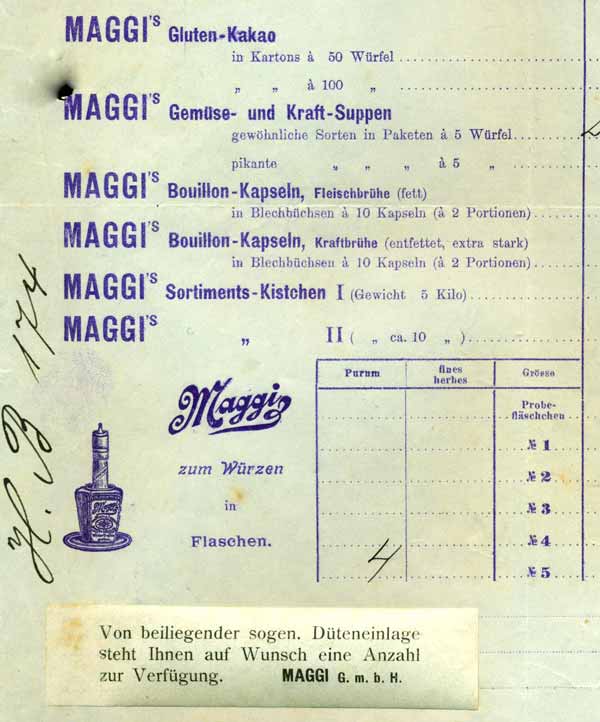 MAGGI's Gluten-Kakao
in Kartons à 50 Würfel
„ „ à 100 „
MAGGI's Gemüse- und Kraft-Suppen
gewöhnliche Sorten in Paketen à 5 Würfel
pikante „ „ „ à 5 „
MAGGI's Bouillon-Kapseln, Fleischbrühe (fett)
in Blechbüchsen à 10 Kapseln (à 2 Portionen)
MAGGI's Bouillon-Kapseln, Kraftbrühe (entfettet, extra stark)
in Blechbüchsen à 10 Kapseln (à 2 Portionen)
MAGGI's Sortiments-Kistchen I (Gewicht 5 Kilo)
MAGGI's „ II ( „ ca. 10 „ )
Purum fines herbes Grösse
Probe-
fläschchen
№ 1
№ 2
№ 3
№ 4
4 № 5
Maggi
zum Würzen
in
Flaschen.
H. B 174
Von beiliegender sogen. Düteneinlage
steht Ihnen auf Wunsch eine Anzahl
zur Verfügung. MAGGI G. m. b. H.